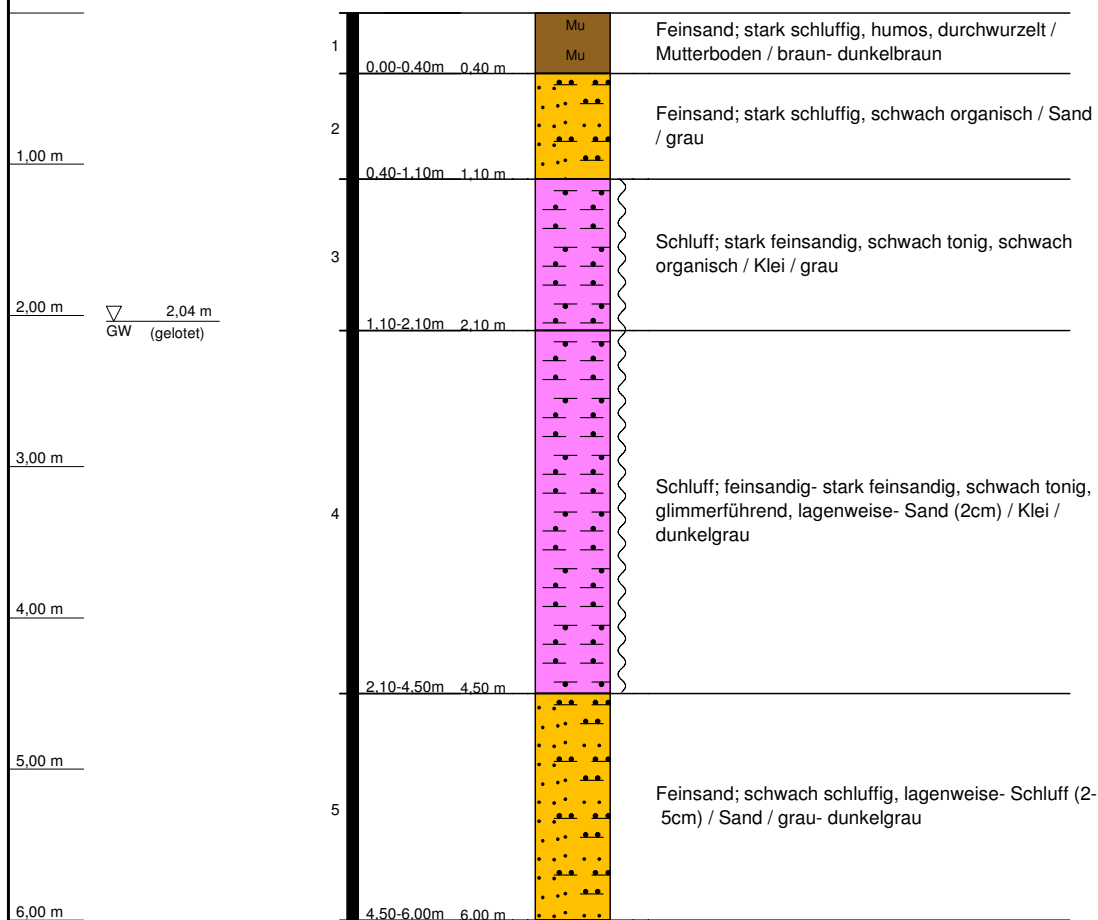 1
Mu
Mu
0,00-0,40m 0,40 m
Feinsand; stark schluffig, humos, durchwurzelt /
Mutterboden / braun- dunkelbraun
2
0,40-1,10m 1,10 m
Feinsand; stark schluffig, schwach organisch / Sand
/ grau
1,00 m
3
1,10-2,10m 2,10 m
Schluff; stark feinsandig, schwach tonig, schwach
organisch / Klei / grau
2,00 m
2,04 m
GW (gelotet)
3,00 m
4
2,10-4,50m 4,50 m
Schluff; feinsandig- stark feinsandig, schwach tonig,
glimmerführend, lagenweise- Sand (2cm) / Klei /
dunkelgrau
4,00 m
5,00 m
5
4,50-6,00m 6,00 m
Feinsand; schwach schluffig, lagenweise- Schluff (2-
5cm) / Sand / grau- dunkelgrau
6,00 m